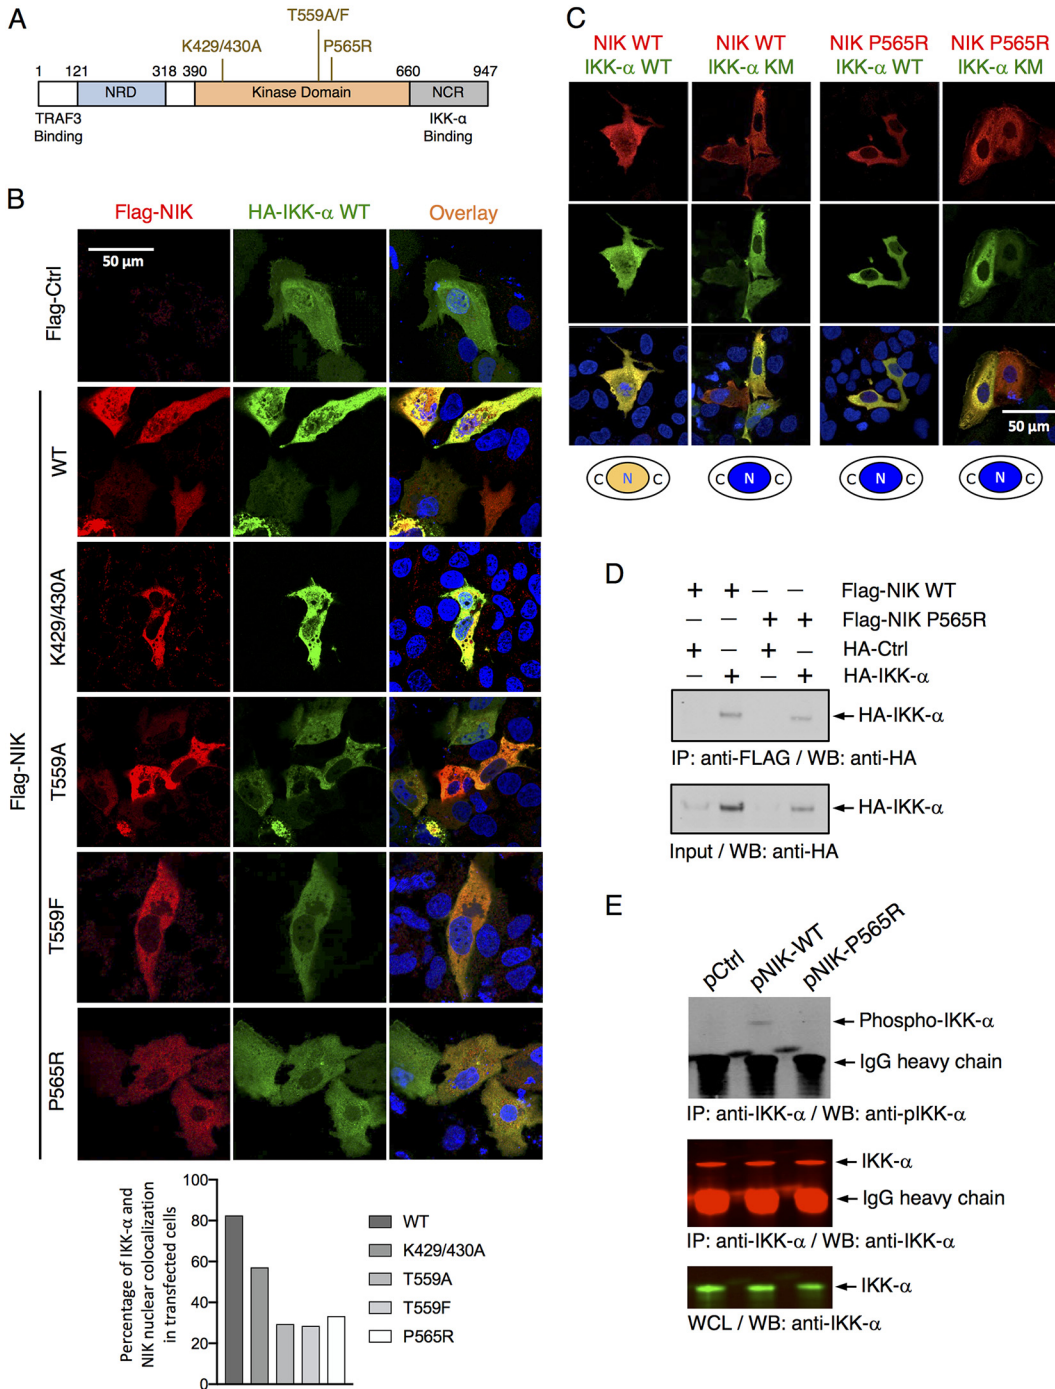 A
T559A/F
K429/430A
P565R
1 121 318 390 660 947
NRD Kinase Domain NCR
TRAF3
Binding
IKK-α
Binding
B
Flag-NIK HA-IKK-α WT Overlay
50 µm
Flag-Ctrl
Flag-NIK
WT
K429/430A
T559A
T559F
P565R
Percentage of IKK-α and
NIK nuclear colocalization
in transfected cells
100
80
60
40
20
0
WT
K429/430A
T559A
T559F
P565R
C
NIK WT NIK WT NIK P565R NIK P565R
IKK-α WT IKK-α KM IKK-α WT IKK-α KM
50 µm
C N C C N C C N C C N C
D
+ + — — Flag-NIK WT
— — + + Flag-NIK P565R
+ — + — HA-Ctrl
— + — + HA-IKK-α
HA-IKK-α
IP: anti-FLAG / WB: anti-HA
HA-IKK-α
Input / WB: anti-HA
E
pCtrl
pNIK-WT
pNIK-P565R
Phospho-IKK-α
IgG heavy chain
IP: anti-IKK-α / WB: anti-pIKK-α
IKK-α
IgG heavy chain
IP: anti-IKK-α / WB: anti-IKK-α
IKK-α
WCL / WB: anti-IKK-α